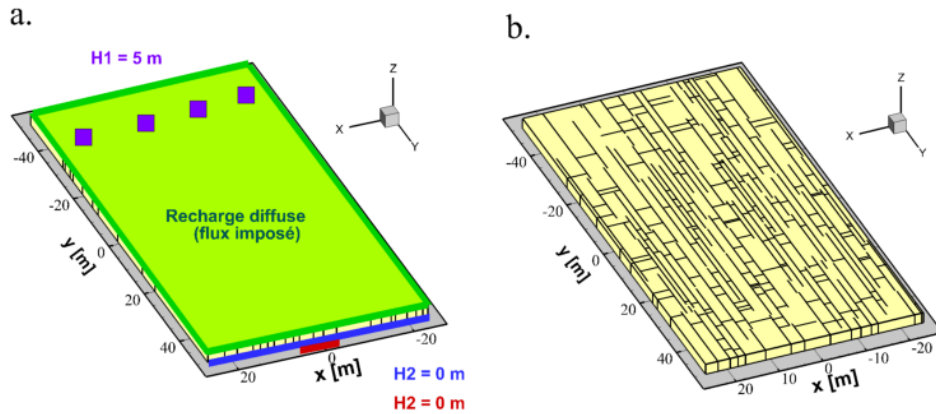 a.
H1 = 5 m
Z
X
Y
-40
-20
0
20
40
y [m]
Recharge diffuse
(flux imposé)
20
0
-20
x [m]
H2 = 0 m
H2 = 0 m
b.
Z
X
Y
-40
-20
0
20
40
y [m]
20
10
0
-10
-20
x [m]